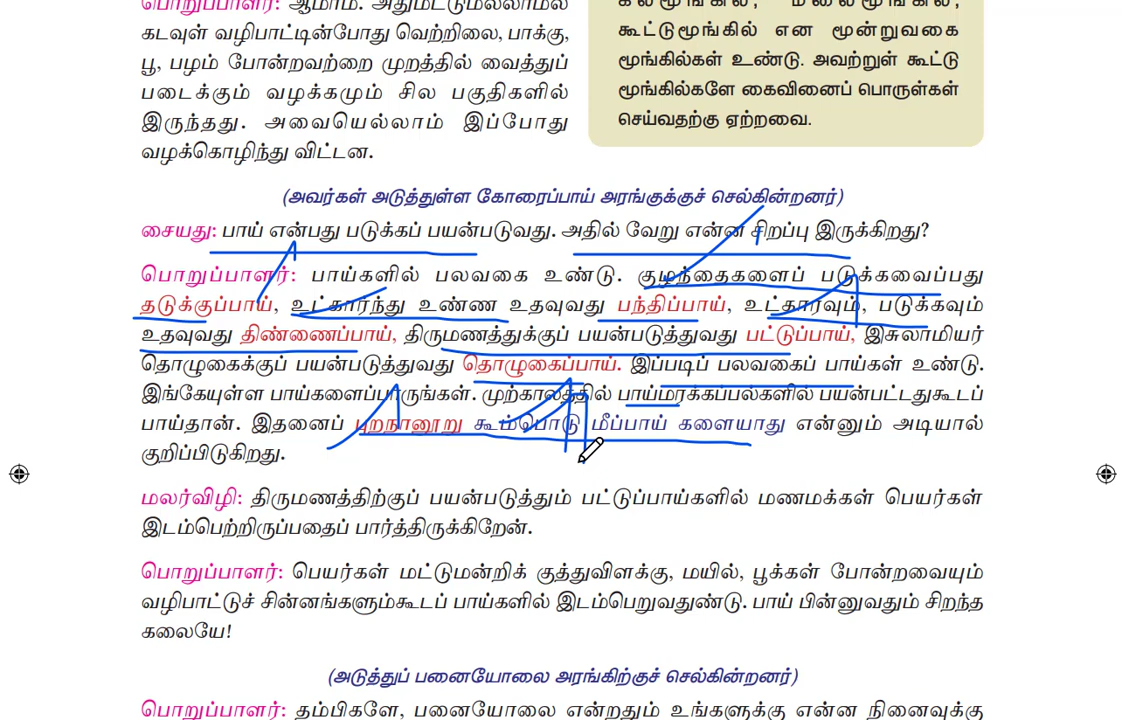 பொறுப்பாளர்: ஆமாம். அதுமட்டுமல்லாமல்
கடவுள் வழிபாட்டின்போது வெற்றிலை, பாக்கு,
பூ, பழம் போன்றவற்றை முறத்தில் வைத்துப்
படைக்கும் வழக்கமும் சில பகுதிகளில்
இருந்தது. அவையெல்லாம் இப்போது
வழக்கொழிந்து விட்டன.
கல்மூங்கில், மலைமூங்கில்,
கூட்டுமூங்கில் என மூன்றுவகை
மூங்கில்கள் உண்டு. அவற்றுள் கூட்டு
மூங்கில்களே கைவினைப் பொருள்கள்
செய்வதற்கு ஏற்றவை.
(அவர்கள் அடுத்துள்ள கோரைப்பாய் அரங்குக்குச் செல்கின்றனர்)
சையது: பாய் என்பது படுக்கப் பயன்படுவது. அதில் வேறு என்ன சிறப்பு இருக்கிறது?
பொறுப்பாளர்: பாய்களில் பலவகை உண்டு. குழந்தைகளைப் படுக்கவைப்பது
தடுக்குப்பாய், உட்கார்ந்து உண்ண உதவுவது பந்திப்பாய், உட்காரவும், படுக்கவும்
உதவுவது திண்ணைப்பாய், திருமணத்துக்குப் பயன்படுத்துவது பட்டுப்பாய், இசுலாமியர்
தொழுகைக்குப் பயன்படுத்துவது தொழுகைப்பாய். இப்படிப் பலவகைப் பாய்கள் உண்டு.
இங்கேயுள்ள பாய்களைப்பாருங்கள். முற்காலத்தில் பாய்மரக்கப்பல்களில் பயன்பட்டதுகூடப்
பாய்தான். இதனைப் புறநானூறு கூம்பொடு மீப்பாய் களையாது என்னும் அடியால்
குறிப்பிடுகிறது.
மலர்விழி: திருமணத்திற்குப் பயன்படுத்தும் பட்டுப்பாய்களில் மணமக்கள் பெயர்கள்
இடம்பெற்றிருப்பதைப் பார்த்திருக்கிறேன்.
பொறுப்பாளர்: பெயர்கள் மட்டுமன்றிக் குத்துவிளக்கு, மயில், பூக்கள் போன்றவையும்
வழிபாட்டுச் சின்னங்களும்கூடப் பாய்களில் இடம்பெறுவதுண்டு. பாய் பின்னுவதும் சிறந்த
கலையே!
(அடுத்துப் பனையோலை அரங்கிற்குச் செல்கின்றனர்)
பொறுப்பாளர்: தம்பிகளே, பனையோலை என்றதும் உங்களுக்கு என்ன நினைவுக்கு